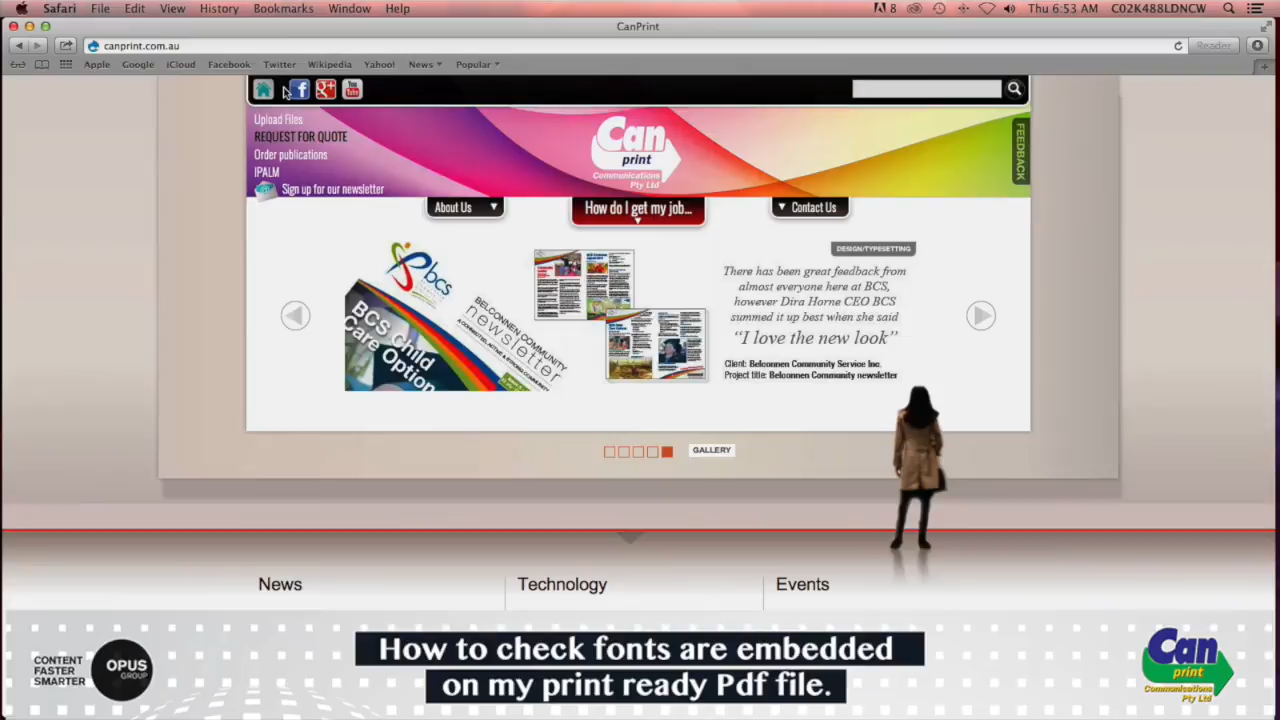 Safari File Edit View History Bookmarks Window Help
8 Thu 6:53 AM C02K488LDNCW
CanPrint
canprint.com.au
Reader
Apple Google iCloud Facebook Twitter Wikipedia Yahoo! News Popular
You Tube
Upload Files
REQUEST FOR QUOTE
Order publications
IPALM
Sign up for our newsletter
Can
print
Communications
Pty Ltd
FEEDBACK
About Us
How do I get my job...
Contact Us
bcs
BCS Child
Care Option
BELCONNEN COMMUNITY
newsletter
DESIGN/TYPESETTING
There has been great feedback from
almost everyone here at BCS,
however Dira Horne CEO BCS
summed it up best when she said
“I love the new look”
Client: Belconnen Community Service Inc.
Project title: Belconnen Community newsletter
GALLERY
News
Technology
Events
CONTENT
FASTER
SMARTER
OPUS
GROUP
How to check fonts are embedded
on my print ready Pdf file.
Can
print
Communications
Pty Ltd